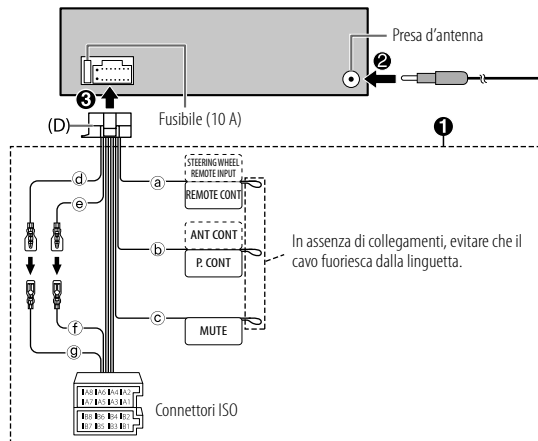 Presa d'antenna
❷
❸
Fusibile (10 A)
(D)
❶
ⓓ
ⓔ
ⓐ
STEERING WHEEL
REMOTE INPUT
REMOTE CONT
ⓑ
ANT CONT
P. CONT
In assenza di collegamenti, evitare che il
cavo fuoriesca dalla linguetta.
ⓒ
MUTE
ⓕ
ⓖ
Connettori ISO
A8 A6 A4 A2
A7 A5 A3 A1
B8 B6 B4 B2
B7 B5 B3 B1